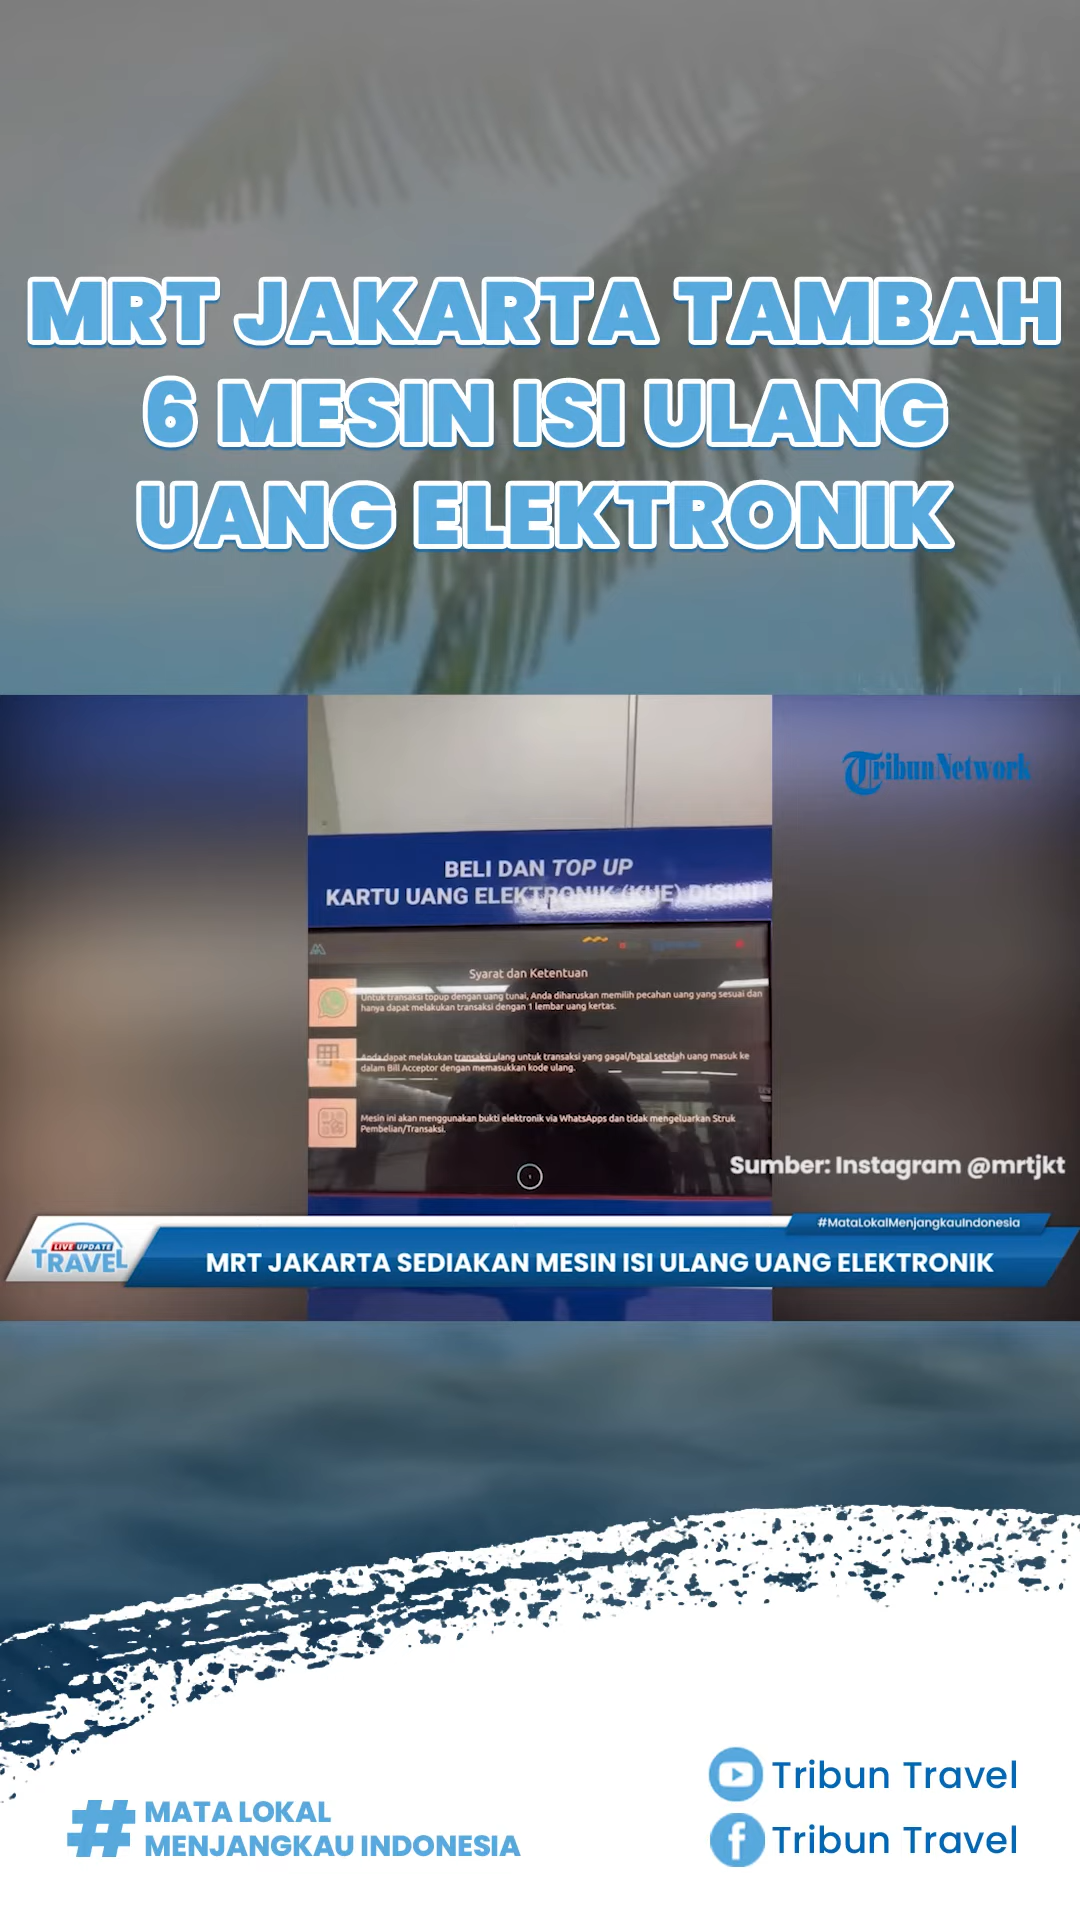 MRT JAKARTA TAMBAH
6 MESIN ISI ULANG
UANG ELEKTRONIK
TribunNetwork
BELI DAN TOP UP
KARTU UANG ELEKTRONIK (KUE) DISINI
Syarat dan Ketentuan
Untuk transaksi topup dengan uang tunai, Anda diharuskan memilih pecahan uang yang sesuai dan
hanya dapat melakukan transaksi dengan 1 lembar uang kertas.
Anda dapat melakukan transaksi ulang untuk transaksi yang gagal/batal setelah uang masuk ke
dalam Bill Acceptor dengan memasukkan kode ulang.
Mesin ini akan menggunakan bukti elektronik via WhatsApps dan tidak mengeluarkan Struk
Pembelian/Transaksi.
Sumber: Instagram @mrtjkt
#MataLokalMenjangkauIndonesia
LIVE UPDATE
TRAVEL
MRT JAKARTA SEDIAKAN MESIN ISI ULANG UANG ELEKTRONIK
Tribun Travel
Tribun Travel
# MATA LOKAL
MENJANGKAU INDONESIA